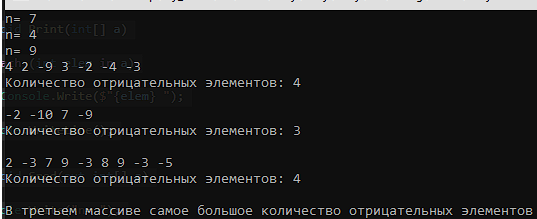 n= 7
n= 4
n= 9
4 2 -9 3 -2 -4 -3
Количество отрицательных элементов: 4
-2 -10 7 -9
Количество отрицательных элементов: 3
2 -3 7 9 -3 8 9 -3 -5
Количество отрицательных элементов: 4
В третьем массиве самое большое количество отрицательных элементов